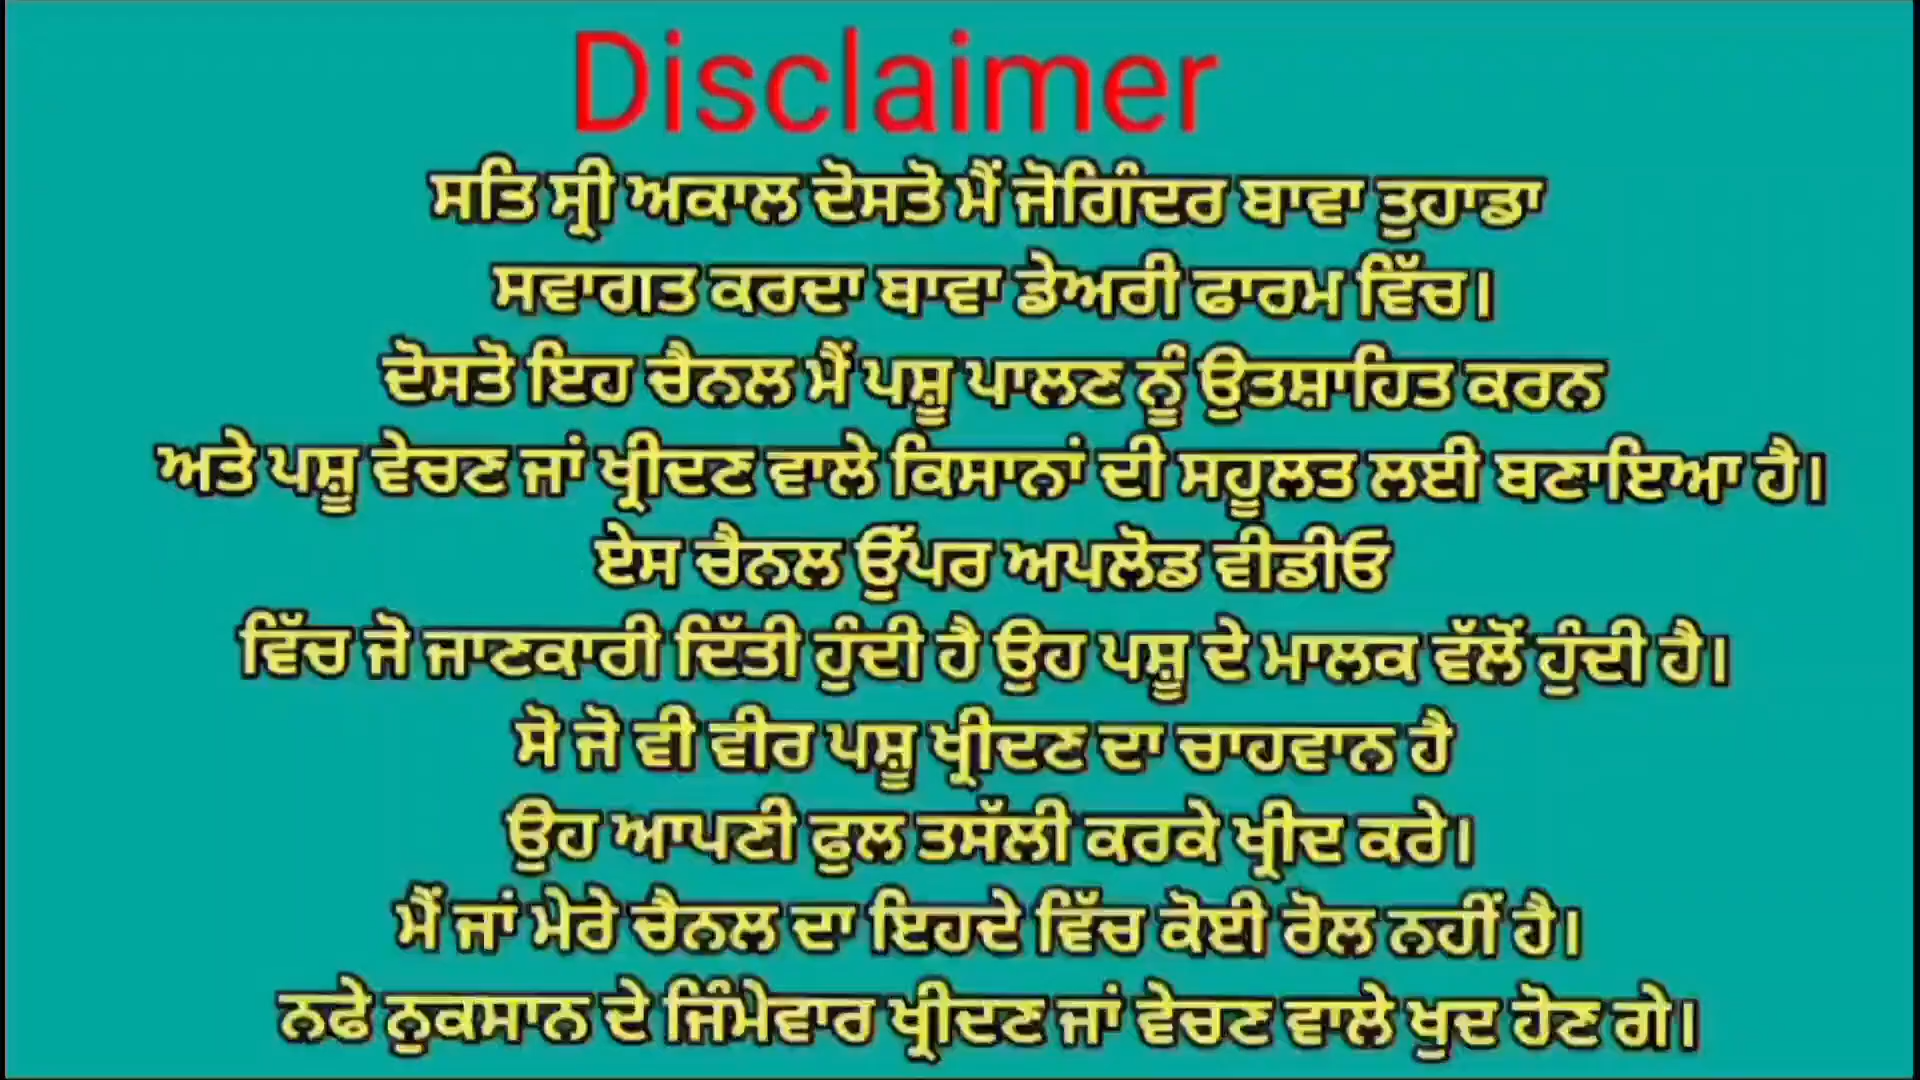 Disclaimer
ਸਤਿ ਸ੍ਰੀ ਅਕਾਲ ਦੋਸਤੋ ਮੈਂ ਜੋਗਿੰਦਰ ਬਾਵਾ ਤੁਹਾਡਾ
ਸਵਾਗਤ ਕਰਦਾ ਬਾਵਾ ਡੇਅਰੀ ਫਾਰਮ ਵਿੱਚ।
ਦੋਸਤੋ ਇਹ ਚੈਨਲ ਮੈਂ ਪਸ਼ੂ ਪਾਲਣ ਨੂੰ ਉਤਸ਼ਾਹਿਤ ਕਰਨ
ਅਤੇ ਪਸ਼ੂ ਵੇਚਣ ਜਾਂ ਖ੍ਰੀਦਣ ਵਾਲੇ ਕਿਸਾਨਾਂ ਦੀ ਸਹੂਲਤ ਲਈ ਬਣਾਇਆ ਹੈ।
ਏਸ ਚੈਨਲ ਉੱਪਰ ਅਪਲੋਡ ਵੀਡੀਓ
ਵਿੱਚ ਜੋ ਜਾਣਕਾਰੀ ਦਿੱਤੀ ਹੁੰਦੀ ਹੈ ਉਹ ਪਸ਼ੂ ਦੇ ਮਾਲਕ ਵੱਲੋਂ ਹੁੰਦੀ ਹੈ।
ਸੋ ਜੋ ਵੀ ਵੀਰ ਪਸ਼ੂ ਖ੍ਰੀਦਣ ਦਾ ਚਾਹਵਾਨ ਹੈ
ਉਹ ਆਪਣੀ ਫੁਲ ਤਸੱਲੀ ਕਰਕੇ ਖ੍ਰੀਦ ਕਰੇ।
ਮੈਂ ਜਾਂ ਮੇਰੇ ਚੈਨਲ ਦਾ ਇਹਦੇ ਵਿੱਚ ਕੋਈ ਰੋਲ ਨਹੀਂ ਹੈ।
ਨਫੇ ਨੁਕਸਾਨ ਦੇ ਜਿੰਮੇਵਾਰ ਖ੍ਰੀਦਣ ਜਾਂ ਵੇਚਣ ਵਾਲੇ ਖੁਦ ਹੋਣ ਗੇ।